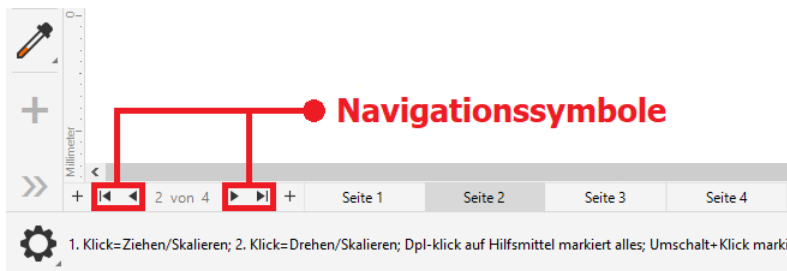 Navigationssymbole
Millimeter
0
2 von 4
Seite 1
Seite 2
Seite 3
Seite 4
1. Klick=Ziehen/Skalieren; 2. Klick=Drehen/Skalieren; Dpl-klick auf Hilfsmittel markiert alles; Umschalt+Klick marki